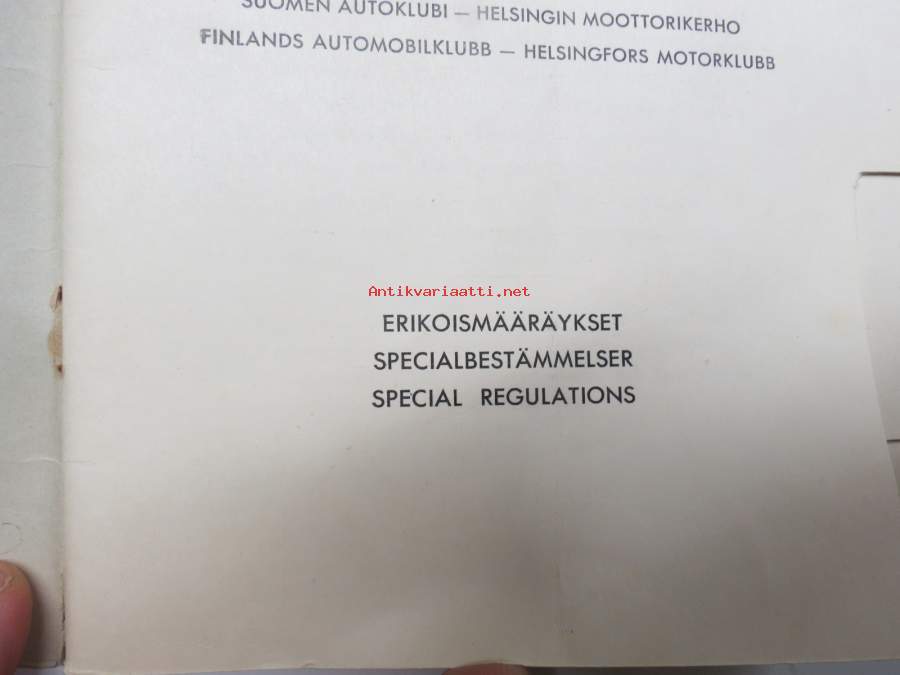 SUOMEN AUTOKLUBI — HELSINGIN MOOTTORIKERHO
FINLANDS AUTOMOBILKLUBB — HELSINGFORS MOTORKLUBB
Antikvariaatti.net
ERIKOISMÄÄRÄYKSET
SPECIALBESTÄMMELSER
SPECIAL REGULATIONS